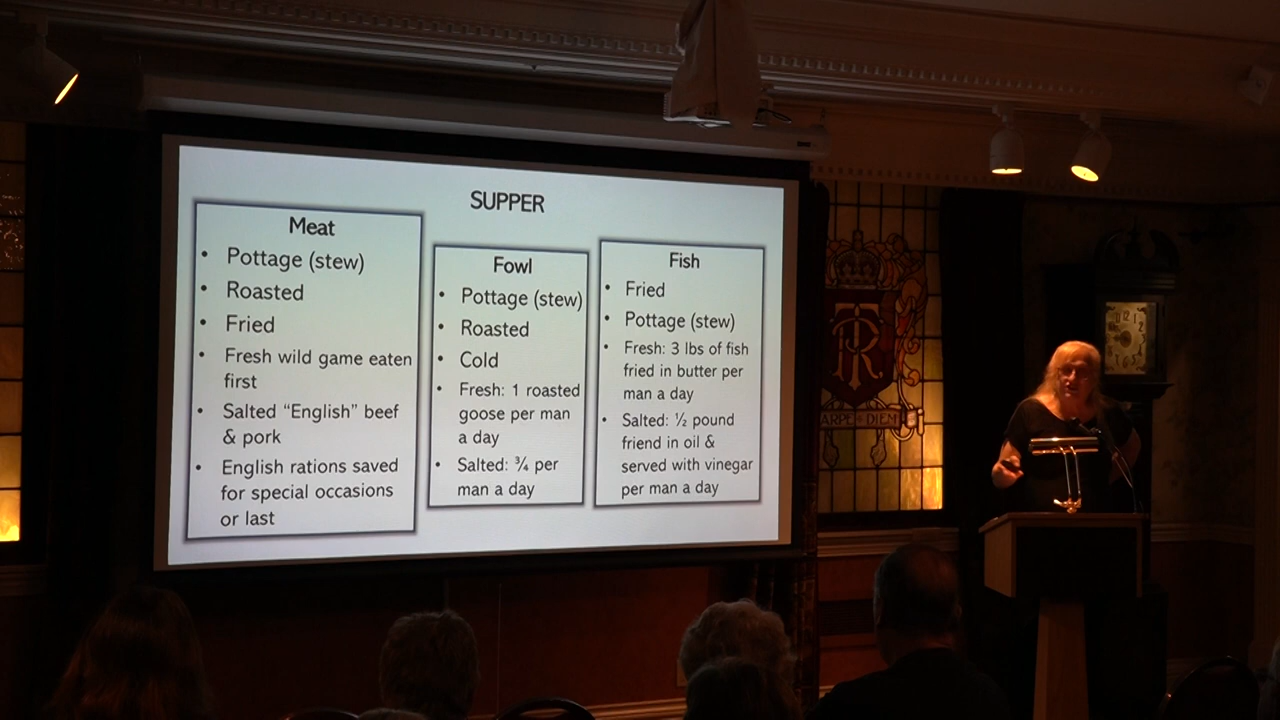 SUPPER
Meat
• Pottage (stew)
• Roasted
• Fried
• Fresh wild game eaten
first
• Salted “English” beef
& pork
• English rations saved
for special occasions
or last
Fowl
• Pottage (stew)
• Roasted
• Cold
• Fresh: 1 roasted
goose per man
a day
• Salted: ¾ per
man a day
Fish
• Fried
• Pottage (stew)
• Fresh: 3 lbs of fish
fried in butter per
man a day
• Salted: ½ pound
friend in oil &
served with vinegar
per man a day
ARPE DIEM